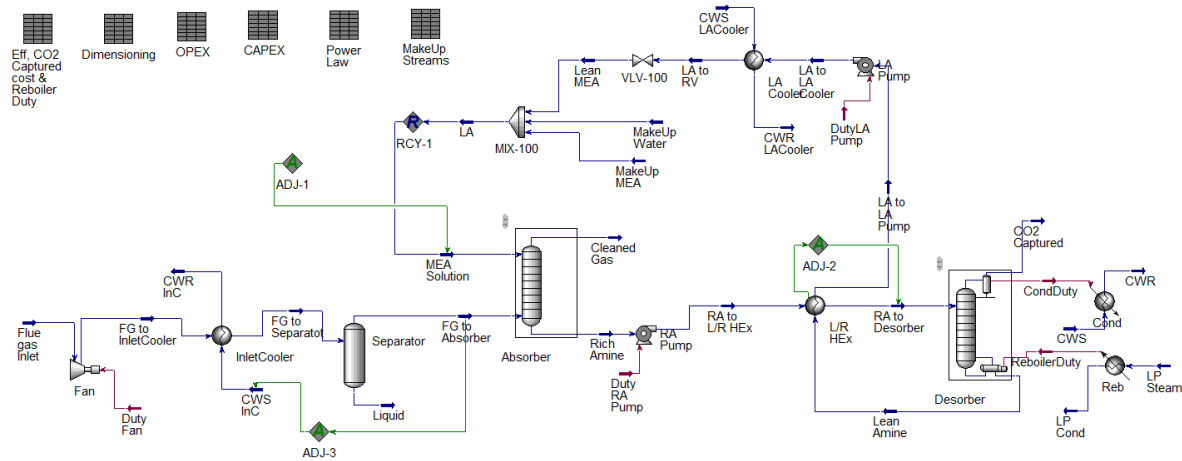 Eff, CO2
Captured
cost &
Reboiler
Duty
Dimensioning
OPEX
CAPEX
Power
Law
MakeUp
Streams
CWS
LACooler
Lean
MEA
VLV-100
LA to
RV
LA
Cooler
LA to
LA
Cooler
LA
Pump
DutyLA
Pump
CWR
LACooler
R
RCY-1
LA
MIX-100
MakeUp
Water
MakeUp
MEA
A
ADJ-1
LA to
LA
Pump
MEA
Solution
Cleaned
Gas
A
ADJ-2
CO2
Captured
CWR
InC
CondDuty
CWR
Cond
CWS
Flue
gas
Inlet
FG to
InletCooler
FG to
Separator
InletCooler
Separator
FG to
Absorber
Absorber
Rich
Amine
RA
Pump
RA to
L/R HEx
L/R
HEx
RA to
Desorber
ReboilerDuty
Reb
LP
Steam
Fan
Duty
Fan
CWS
InC
Liquid
Duty
RA
Pump
Desorber
Lean
Amine
LP
Cond
A
ADJ-3